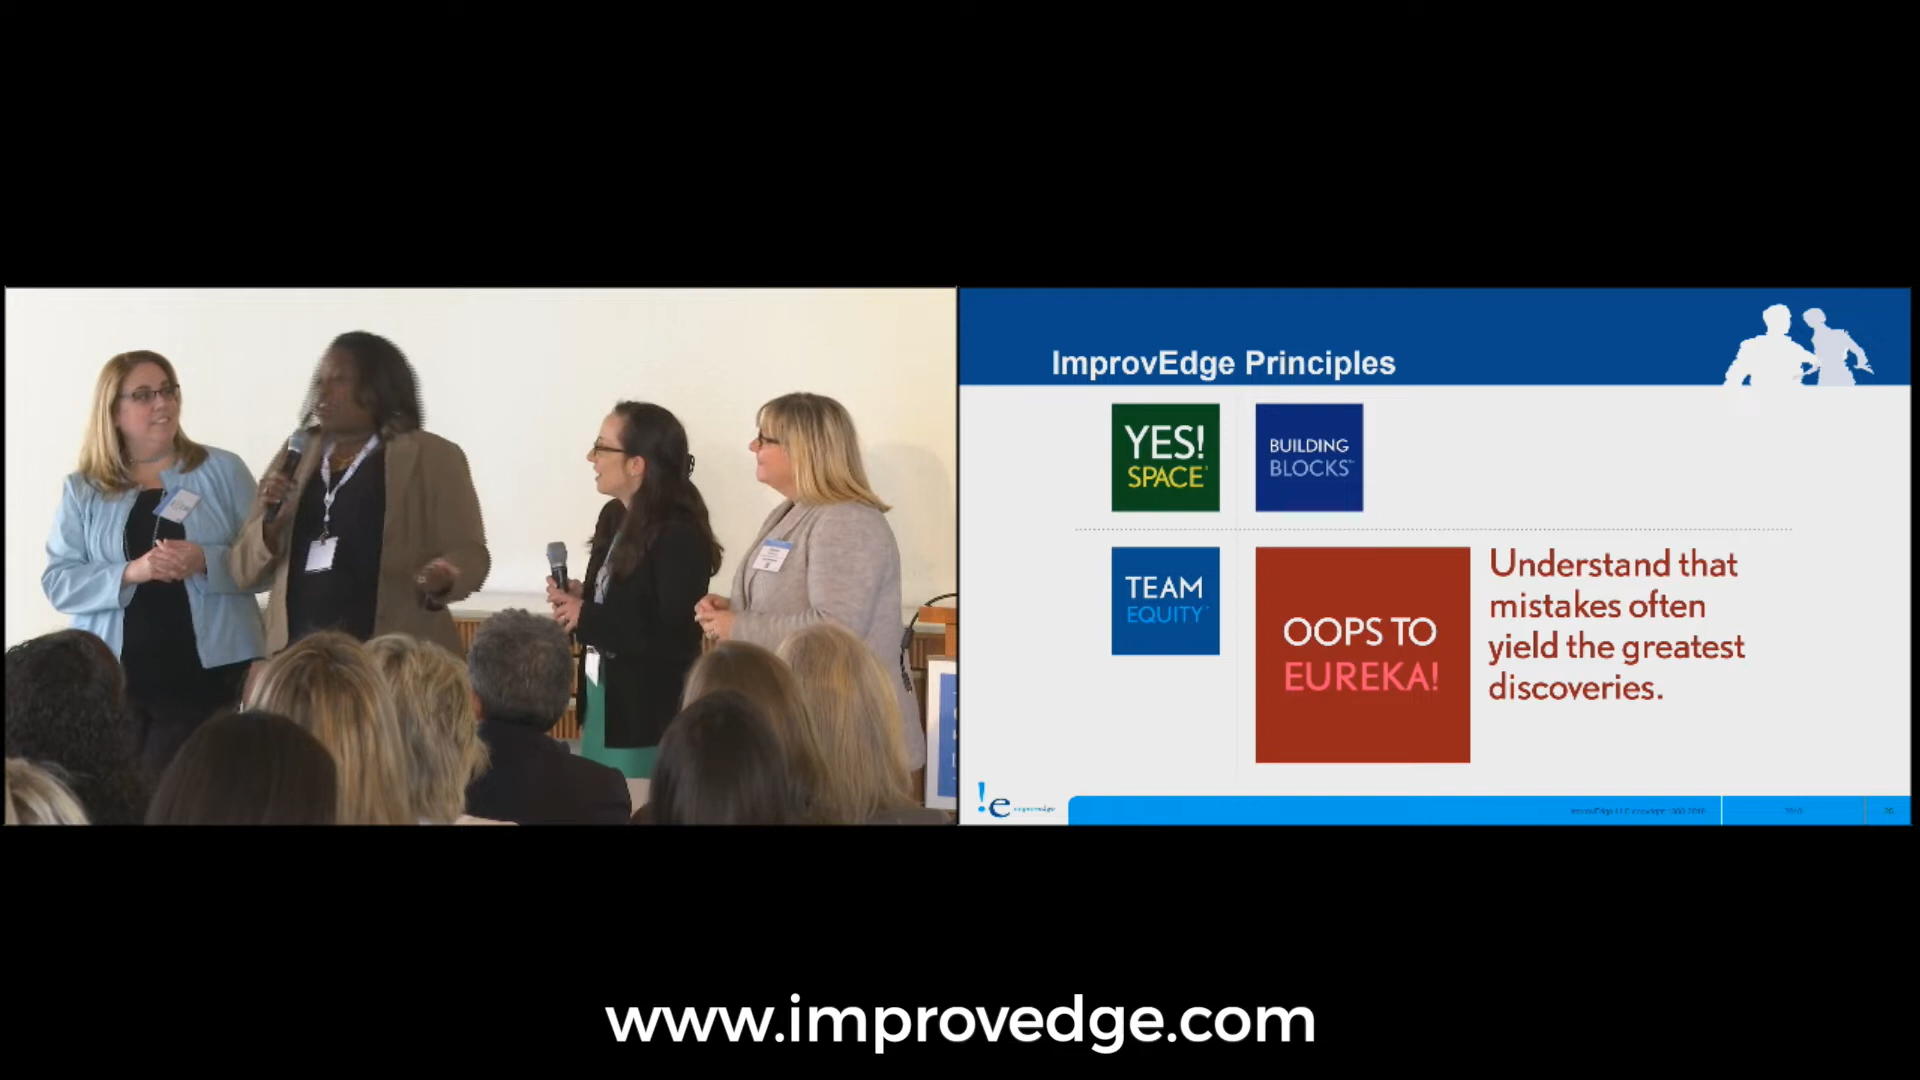 ImprovEdge Principles
YES!
SPACE
BUILDING
BLOCKS
TEAM
EQUITY
OOPS TO
EUREKA!
Understand that
mistakes often
yield the greatest
discoveries.
!e improvedge
www.improvedge.com